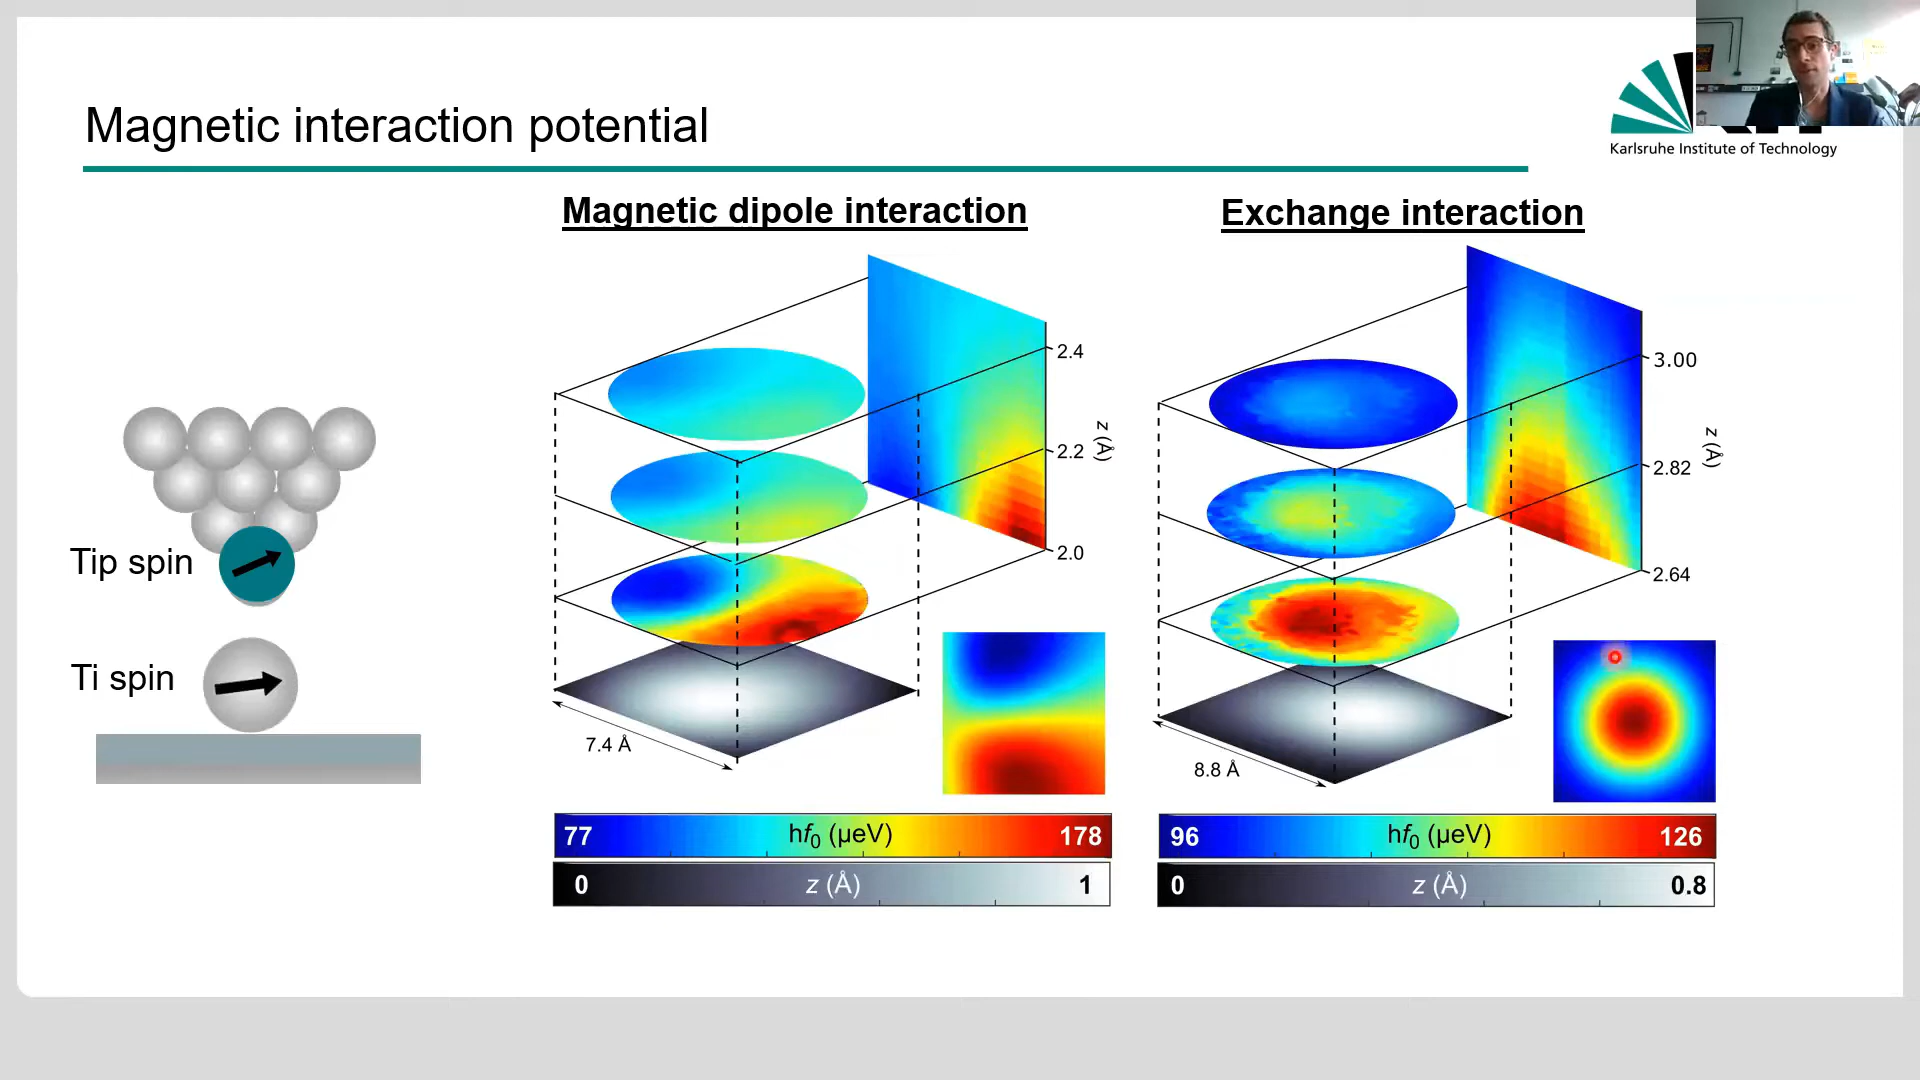 Magnetic interaction potential
Karlsruhe Institute of Technology
Magnetic dipole interaction
Exchange interaction
Tip spin
Ti spin
2.4
2.2
2.0
z (Å)
7.4 Å
3.00
2.82
2.64
z (Å)
8.8 Å
77 hf0 (µeV) 178
0 z (Å) 1
96 hf0 (µeV) 126
0 z (Å) 0.8